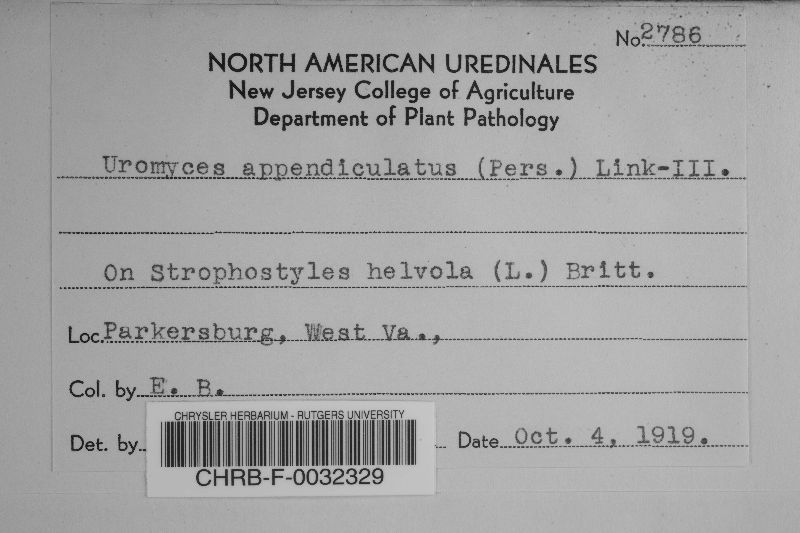 No. 2786
NORTH AMERICAN UREDINALES
New Jersey College of Agriculture
Department of Plant Pathology
Uromyces appendiculatus (Pers.) Link-III.
On Strophostyles helvola (L.) Britt.
Loc. Parkersburg, West Va.,
Col. by E. B.
Det. by
Date Oct. 4, 1919.
CHRYSLER HERBARIUM - RUTGERS UNIVERSITY
CHRB-F-0032329